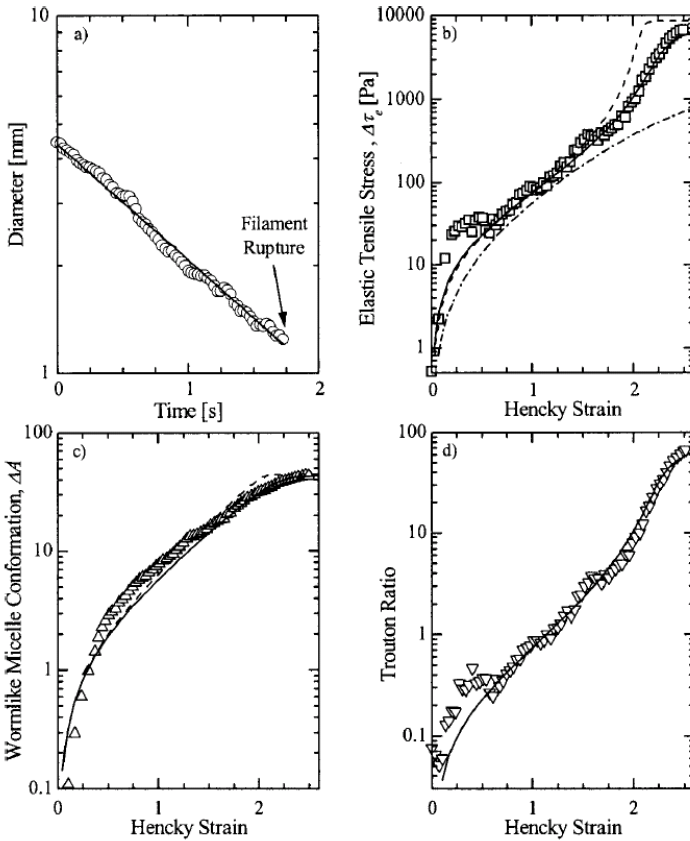 10
a)
Diameter [mm]
Filament
Rupture
1
0
1
2
Time [s]
10000
b)
1000
100
10
1
Elastic Tensile Stress , Δτe [Pa]
0
1
2
Hencky Strain
100
c)
10
1
0.1
Wormlike Micelle Conformation, ΔA
0
1
2
Hencky Strain
100
d)
10
1
0.1
Trouton Ratio
0
1
2
Hencky Strain